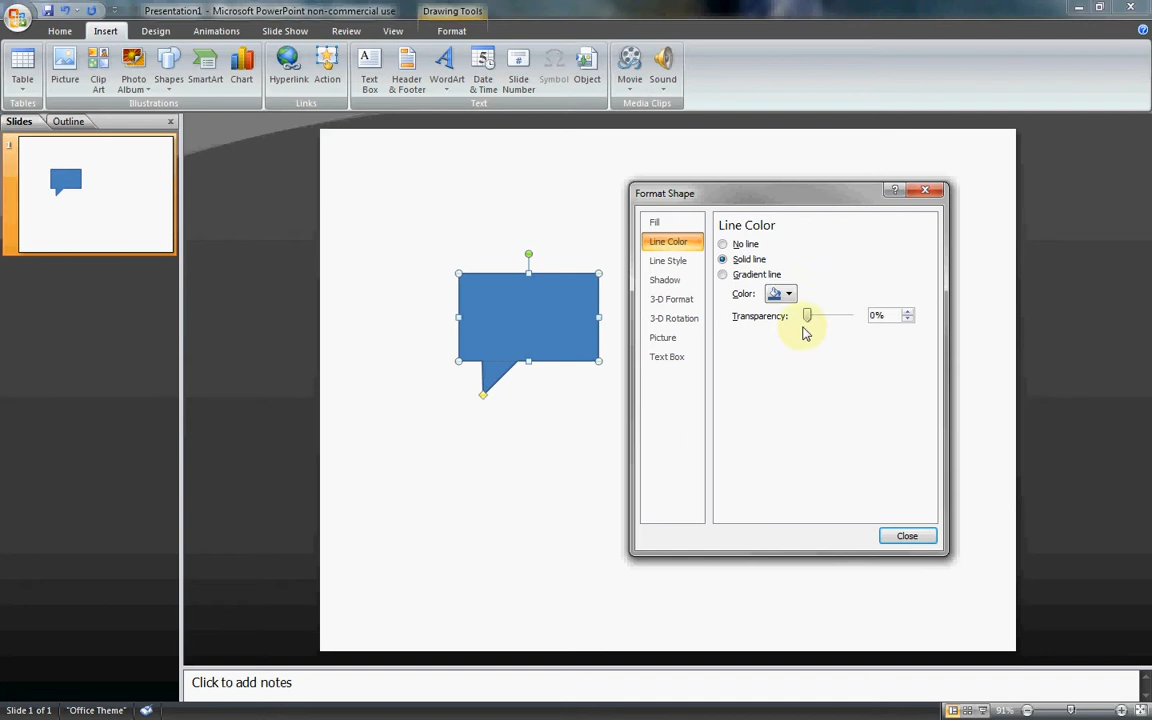 Presentation1 - Microsoft PowerPoint non-commercial use
Drawing Tools
Home Insert Design Animations Slide Show Review View Format
Table Picture Clip Art Photo Album Shapes SmartArt Chart Hyperlink Action Text Box Header & Footer WordArt Date & Time Slide Number Symbol Object Movie Sound
Tables Illustrations Links Text Media Clips
Slides Outline
1
Format Shape
Fill
Line Color
Line Style
Shadow
3-D Format
3-D Rotation
Picture
Text Box
Line Color
No line
Solid line
Gradient line
Color:
Transparency: 0%
Close
Click to add notes
Slide 1 of 1 "Office Theme" 91%